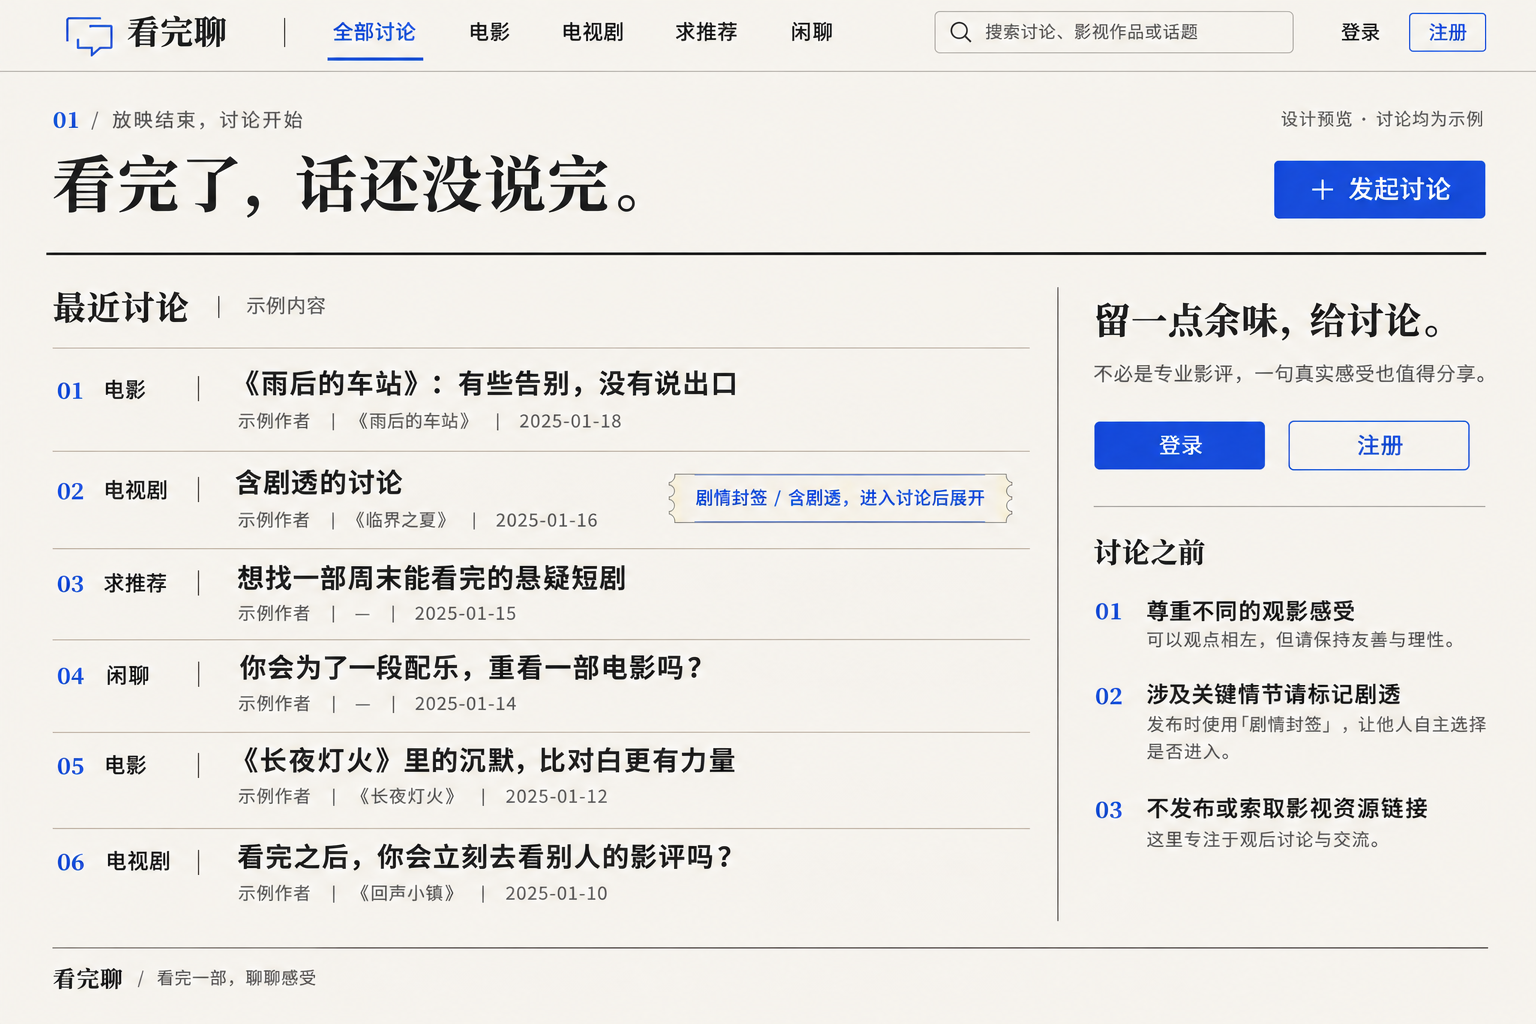 看完聊 | 全部讨论 电影 电视剧 求推荐 闲聊 搜索讨论、影视作品或话题 登录 注册
01 / 放映结束，讨论开始
设计预览 · 讨论均为示例
看完了，话还没说完。
＋ 发起讨论
最近讨论 | 示例内容
01 电影 | 《雨后的车站》：有些告别，没有说出口
示例作者 | 《雨后的车站》 | 2025-01-18
02 电视剧 | 含剧透的讨论
剧情封签 / 含剧透，进入讨论后展开
示例作者 | 《临界之夏》 | 2025-01-16
03 求推荐 | 想找一部周末能看完的悬疑短剧
示例作者 | — | 2025-01-15
04 闲聊 | 你会为了一段配乐，重看一部电影吗？
示例作者 | — | 2025-01-14
05 电影 | 《长夜灯火》里的沉默，比对白更有力量
示例作者 | 《长夜灯火》 | 2025-01-12
06 电视剧 | 看完之后，你会立刻去看别人的影评吗？
示例作者 | 《回声小镇》 | 2025-01-10
留一点余味，给讨论。
不必是专业影评，一句真实感受也值得分享。
登录 注册
讨论之前
01 尊重不同的观影感受
可以观点相左，但请保持友善与理性。
02 涉及关键情节请标记剧透
发布时使用「剧情封签」，让他人自主选择
是否进入。
03 不发布或索取影视资源链接
这里专注于观后讨论与交流。
看完聊 / 看完一部，聊聊感受